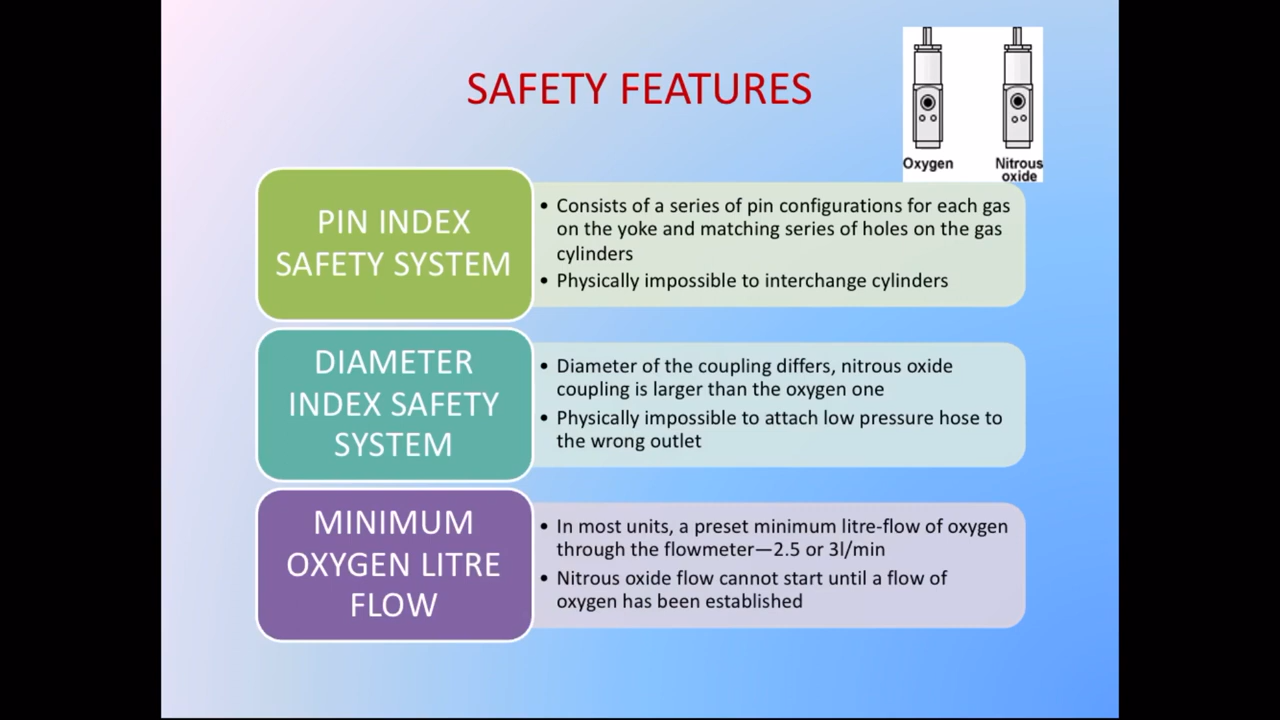 SAFETY FEATURES
Oxygen
Nitrous
oxide
PIN INDEX
SAFETY SYSTEM
• Consists of a series of pin configurations for each gas
on the yoke and matching series of holes on the gas
cylinders
• Physically impossible to interchange cylinders
DIAMETER
INDEX SAFETY
SYSTEM
• Diameter of the coupling differs, nitrous oxide
coupling is larger than the oxygen one
• Physically impossible to attach low pressure hose to
the wrong outlet
MINIMUM
OXYGEN LITRE
FLOW
• In most units, a preset minimum litre-flow of oxygen
through the flowmeter—2.5 or 3l/min
• Nitrous oxide flow cannot start until a flow of
oxygen has been established